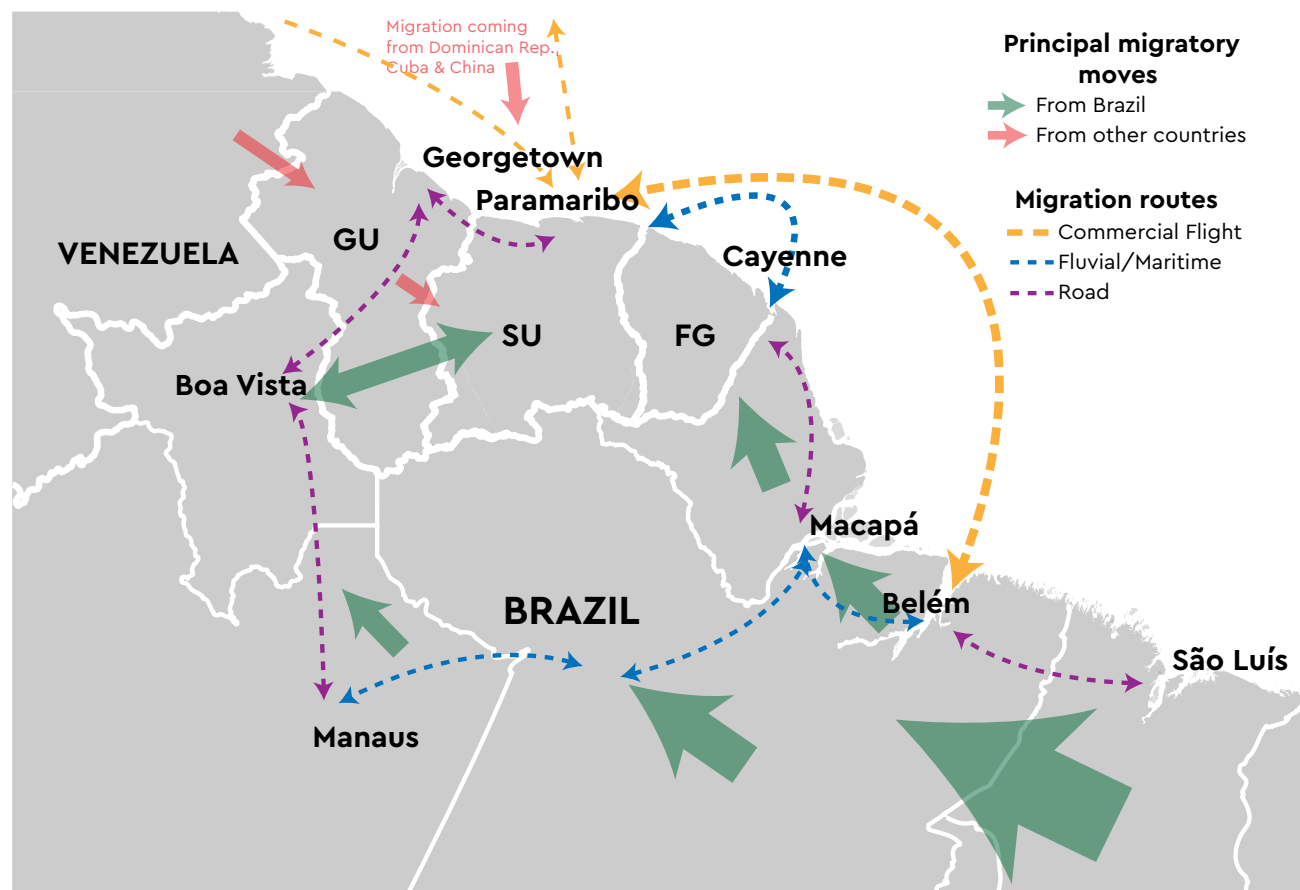 Migration coming
from Dominican Rep.,
Cuba & China
Principal migratory
moves
From Brazil
From other countries
Migration routes
Commercial Flight
Fluvial/Maritime
Road
Georgetown
Paramaribo
VENEZUELA
GU
Cayenne
SU
FG
Boa Vista
Macapá
BRAZIL
Belém
São Luís
Manaus